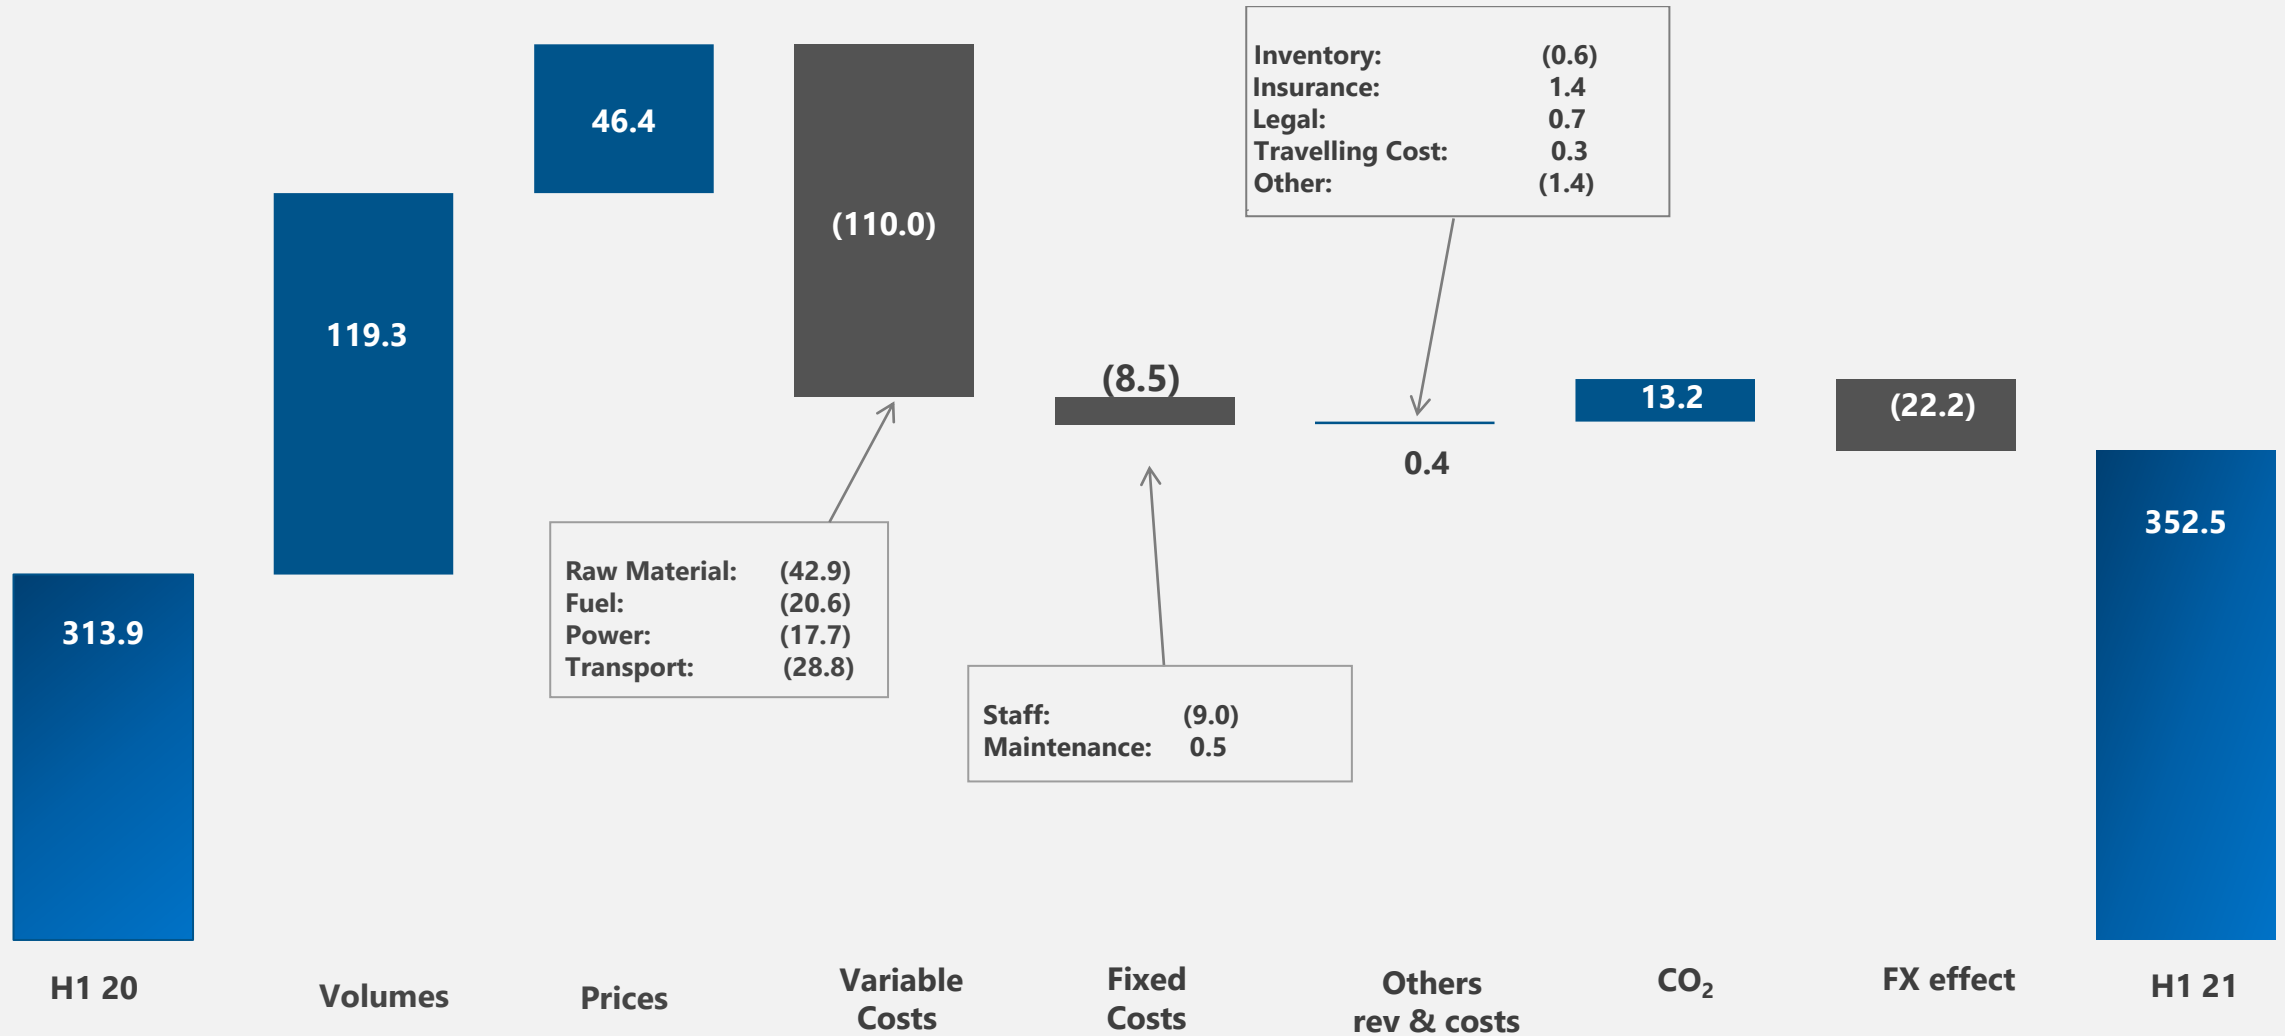 Inventory: (0.6)
Insurance: 1.4
Legal: 0.7
Travelling Cost: 0.3
Other: (1.4)
46.4
(110.0)
119.3
(8.5)
13.2
(22.2)
0.4
352.5
313.9
Raw Material: (42.9)
Fuel: (20.6)
Power: (17.7)
Transport: (28.8)
Staff: (9.0)
Maintenance: 0.5
H1 20
Volumes
Prices
Variable
Costs
Fixed
Costs
Others
rev & costs
CO₂
FX effect
H1 21